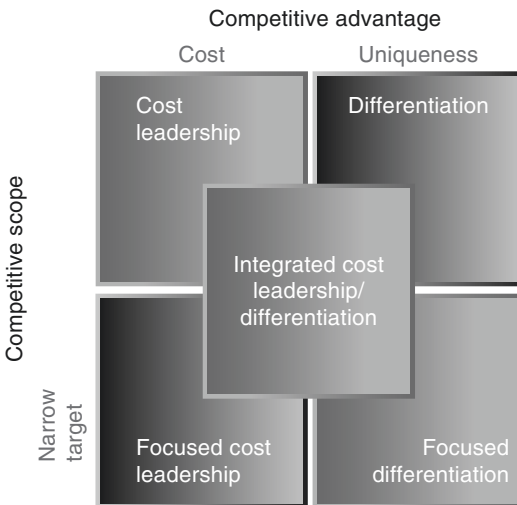 Competitive advantage
Cost
Uniqueness
Cost
leadership
Differentiation
Competitive scope
Integrated cost
leadership/
differentiation
Narrow
target
Focused cost
leadership
Focused
differentiation